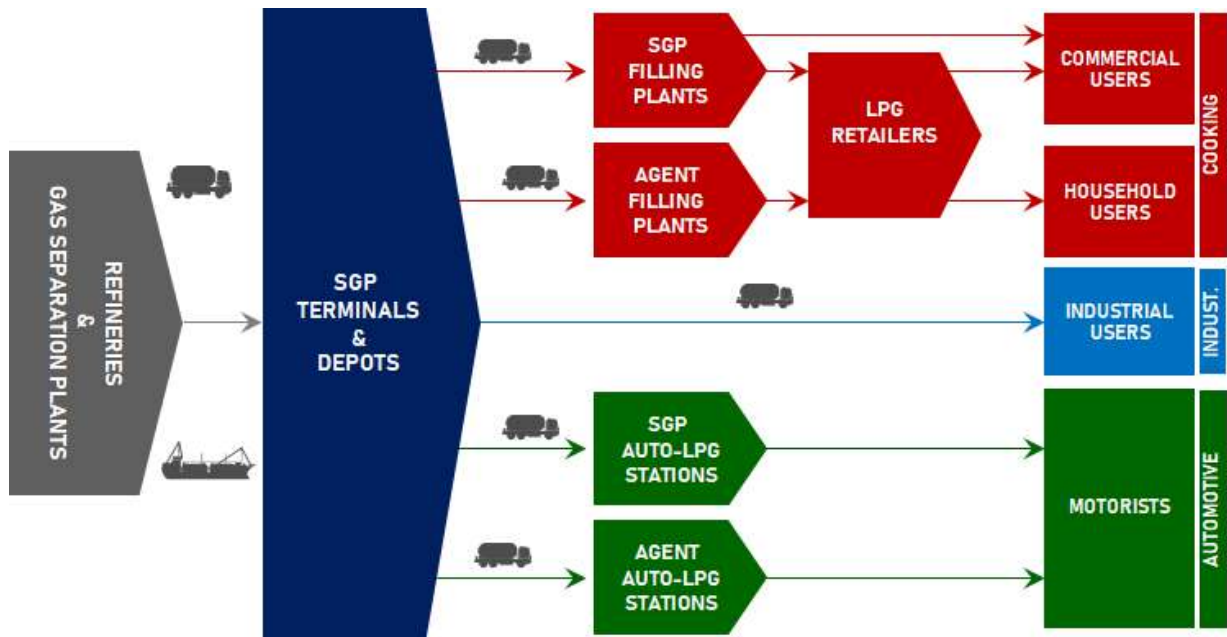 REFINERIES
&
GAS SEPARATION PLANTS
SGP
TERMINALS
&
DEPOTS
SGP
FILLING
PLANTS
AGENT
FILLING
PLANTS
LPG
RETAILERS
COMMERCIAL
USERS
HOUSEHOLD
USERS
COOKING
INDUSTRIAL
USERS
INDUST.
SGP
AUTO-LPG
STATIONS
AGENT
AUTO-LPG
STATIONS
MOTORISTS
AUTOMOTIVE